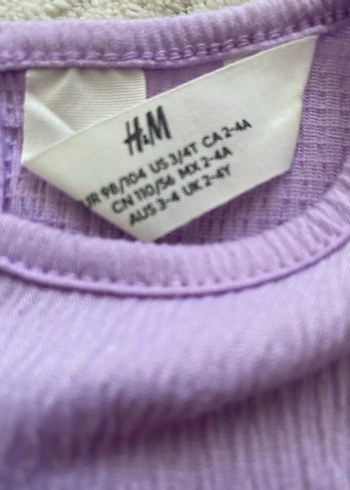 H&M
EUR 98/104 US 3/4T CA 2-4A
CN 110/56 MX 2-4A
AUS 3-4 UK 2-4Y